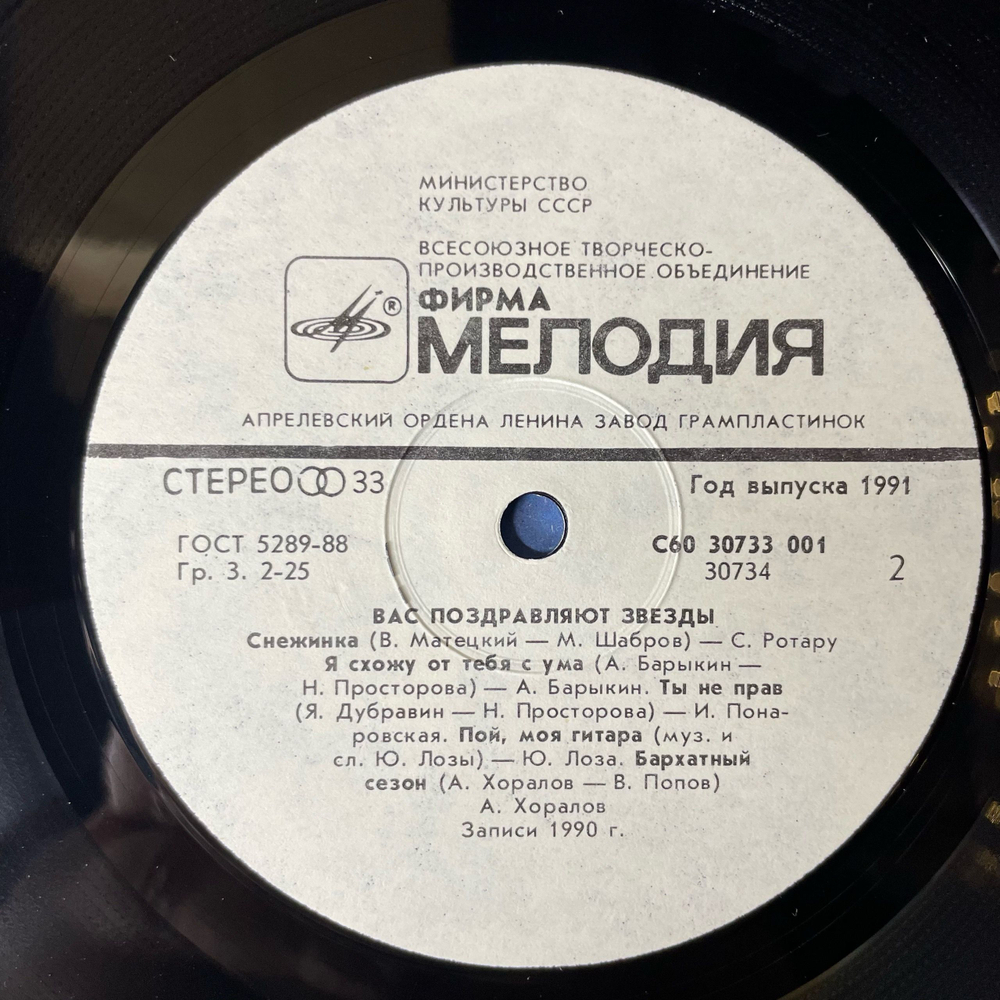 МИНИСТЕРСТВО
КУЛЬТУРЫ СССР
ВСЕСОЮЗНОЕ ТВОРЧЕСКО-
ПРОИЗВОДСТВЕННОЕ ОБЪЕДИНЕНИЕ
®
ФИРМА
МЕЛОДИЯ
АПРЕЛЕВСКИЙ ОРДЕНА ЛЕНИНА ЗАВОД ГРАМПЛАСТИНОК
СТЕРЕО 33
Год выпуска 1991
ГОСТ 5289-88
Гр. 3. 2-25
С60 30733 001
30734
2
ВАС ПОЗДРАВЛЯЮТ ЗВЕЗДЫ
Снежинка (В. Матецкий — М. Шабров) — С. Ротару
Я схожу от тебя с ума (А. Барыкин —
Н. Просторова) — А. Барыкин. Ты не прав
(Я. Дубравин — Н. Просторова) — И. Пона-
ровская. Пой, моя гитара (муз. и
сл. Ю. Лозы) — Ю. Лоза. Бархатный
сезон (А. Хоралов — В. Попов)
А. Хоралов
Записи 1990 г.